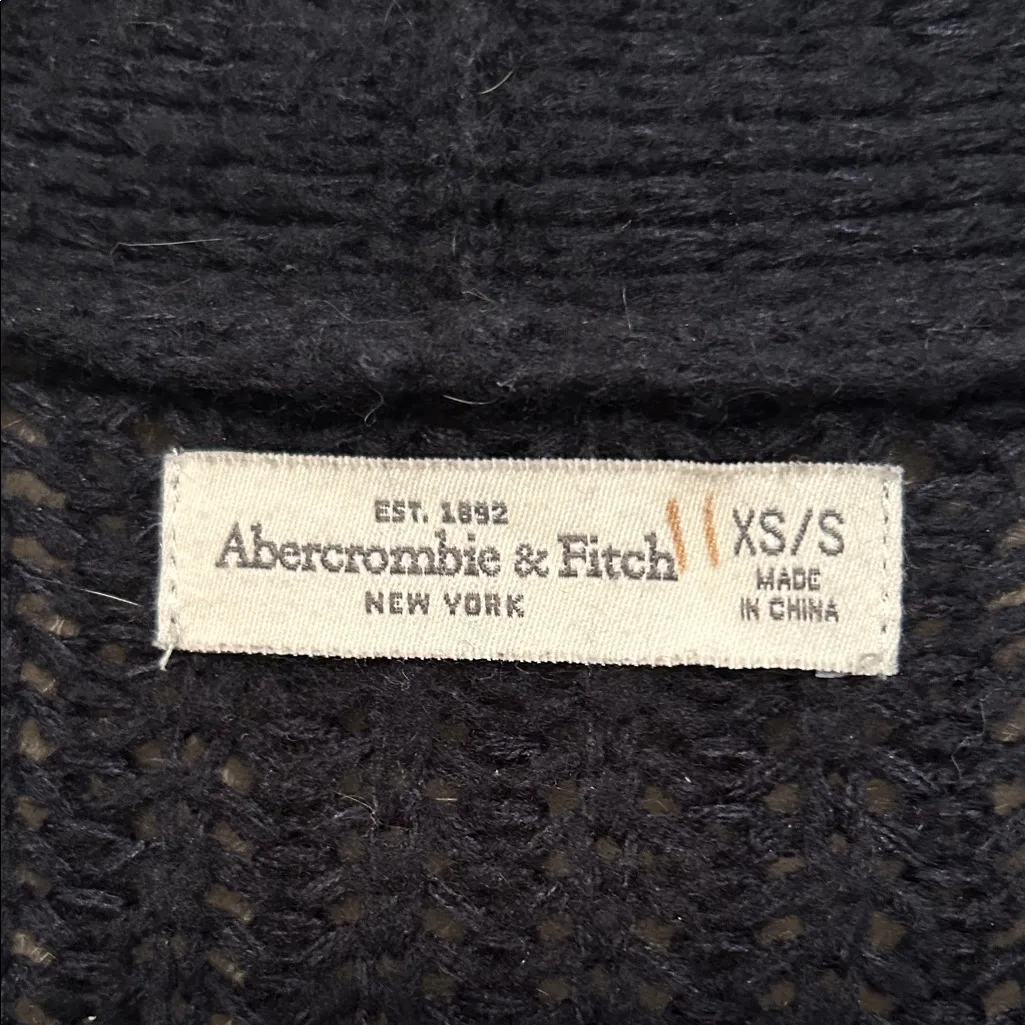 EST. 1892
Abercrombie & Fitch
NEW YORK
XS/S
MADE
IN CHINA